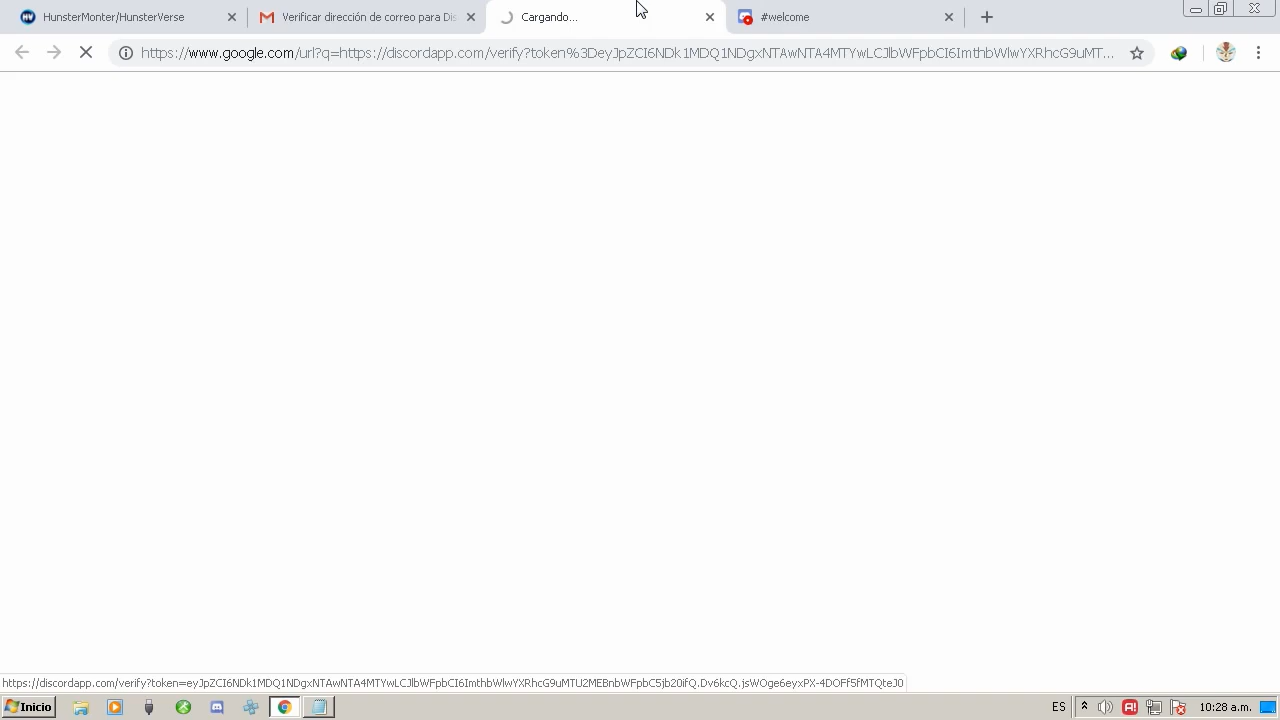 HunsterMonter/HunsterVerse
Verificar dirección de correo para Di
Cargando...
#welcome
https://www.google.com/url?q=https://discordapp.com/verify?token%3DeyJpZCI6NDk1MDQ1NDgxNTAwNTA4MTYwLCJlbWFpbCI6ImthbWlwYXRhcG9uMT...
https://discordapp.com/verify?token=eyJpZCI6NDk1MDQ1NDgxNTAwNTA4MTYwLCJlbWFpbCI6ImthbWlwYXRhcG9uMTU2MEBnbWFpbC5jb20ifQ.Dv6kcQ.jsWOge6eyxPX-4DOFf5fMTQteJ0
Inicio
ES
10:28 a.m.